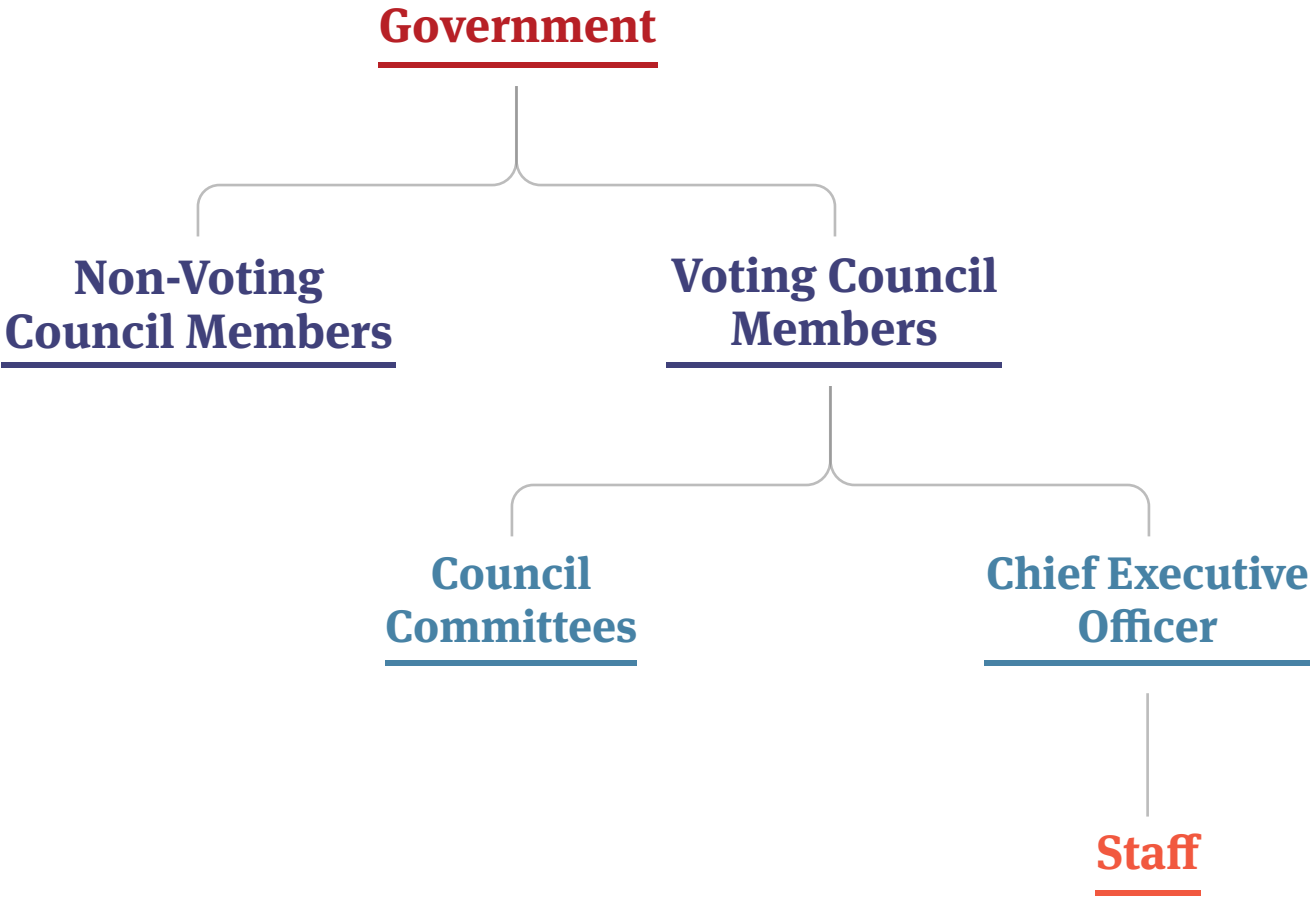 Government
Non-Voting
Council Members
Voting Council
Members
Council
Committees
Chief Executive
Officer
Staff